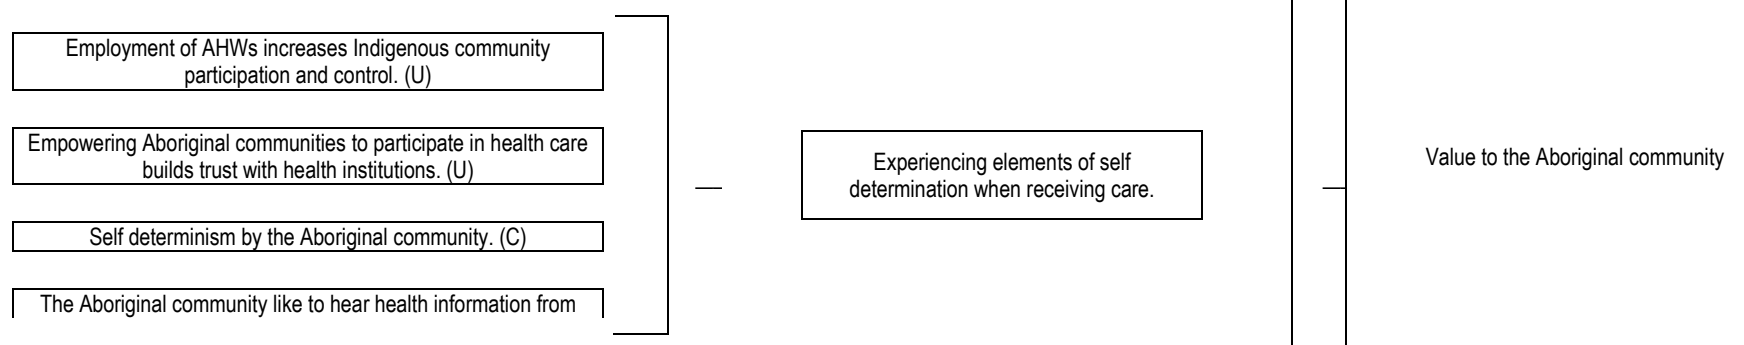 Employment of AHWs increases Indigenous community
participation and control. (U)
Empowering Aboriginal communities to participate in health care
builds trust with health institutions. (U)
Self determinism by the Aboriginal community. (C)
The Aboriginal community like to hear health information from
Experiencing elements of self
determination when receiving care.
Value to the Aboriginal community